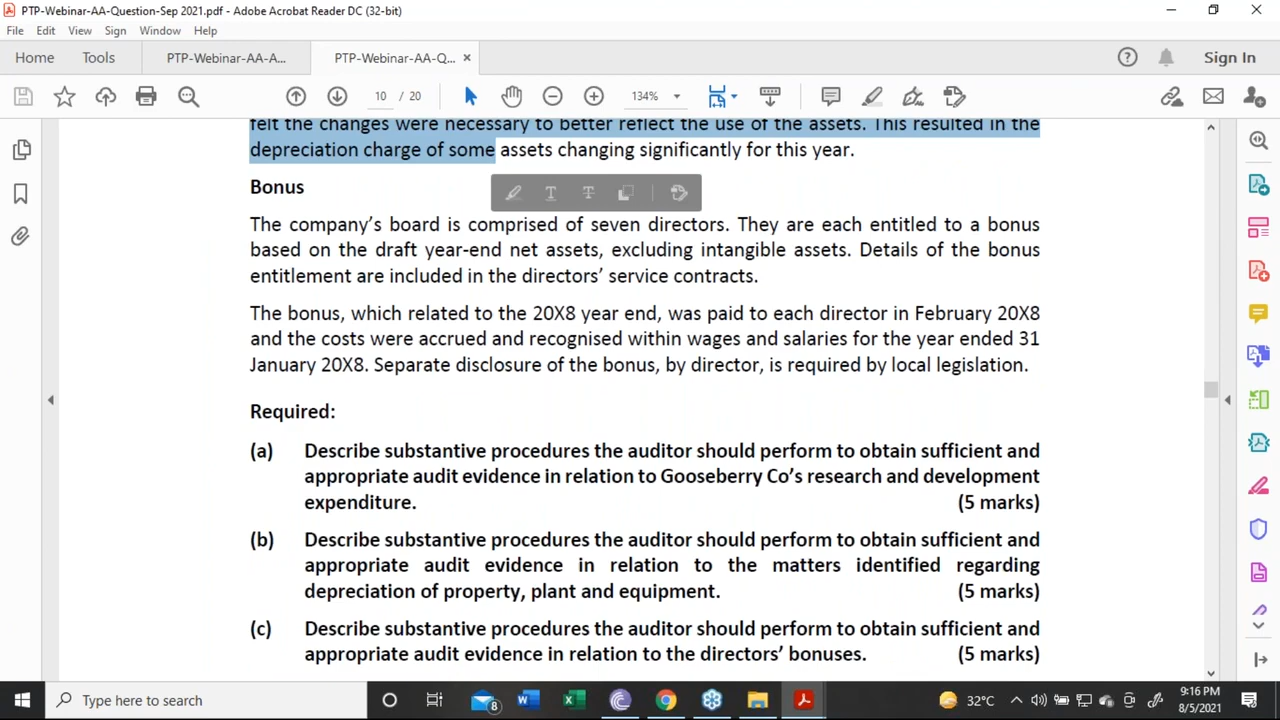 PTP-Webinar-AA-Question-Sep 2021.pdf - Adobe Acrobat Reader DC (32-bit)
File Edit View Sign Window Help
Home Tools PTP-Webinar-AA-A... PTP-Webinar-AA-Q... ×
Sign In
10 / 20 134%
felt the changes were necessary to better reflect the use of the assets. This resulted in the
depreciation charge of some assets changing significantly for this year.
Bonus
The company's board is comprised of seven directors. They are each entitled to a bonus
based on the draft year-end net assets, excluding intangible assets. Details of the bonus
entitlement are included in the directors' service contracts.
The bonus, which related to the 20X8 year end, was paid to each director in February 20X8
and the costs were accrued and recognised within wages and salaries for the year ended 31
January 20X8. Separate disclosure of the bonus, by director, is required by local legislation.
Required:
(a) Describe substantive procedures the auditor should perform to obtain sufficient and
appropriate audit evidence in relation to Gooseberry Co's research and development
expenditure. (5 marks)
(b) Describe substantive procedures the auditor should perform to obtain sufficient and
appropriate audit evidence in relation to the matters identified regarding
depreciation of property, plant and equipment. (5 marks)
(c) Describe substantive procedures the auditor should perform to obtain sufficient and
appropriate audit evidence in relation to the directors' bonuses. (5 marks)
Type here to search
8
32°C
9:16 PM
8/5/2021